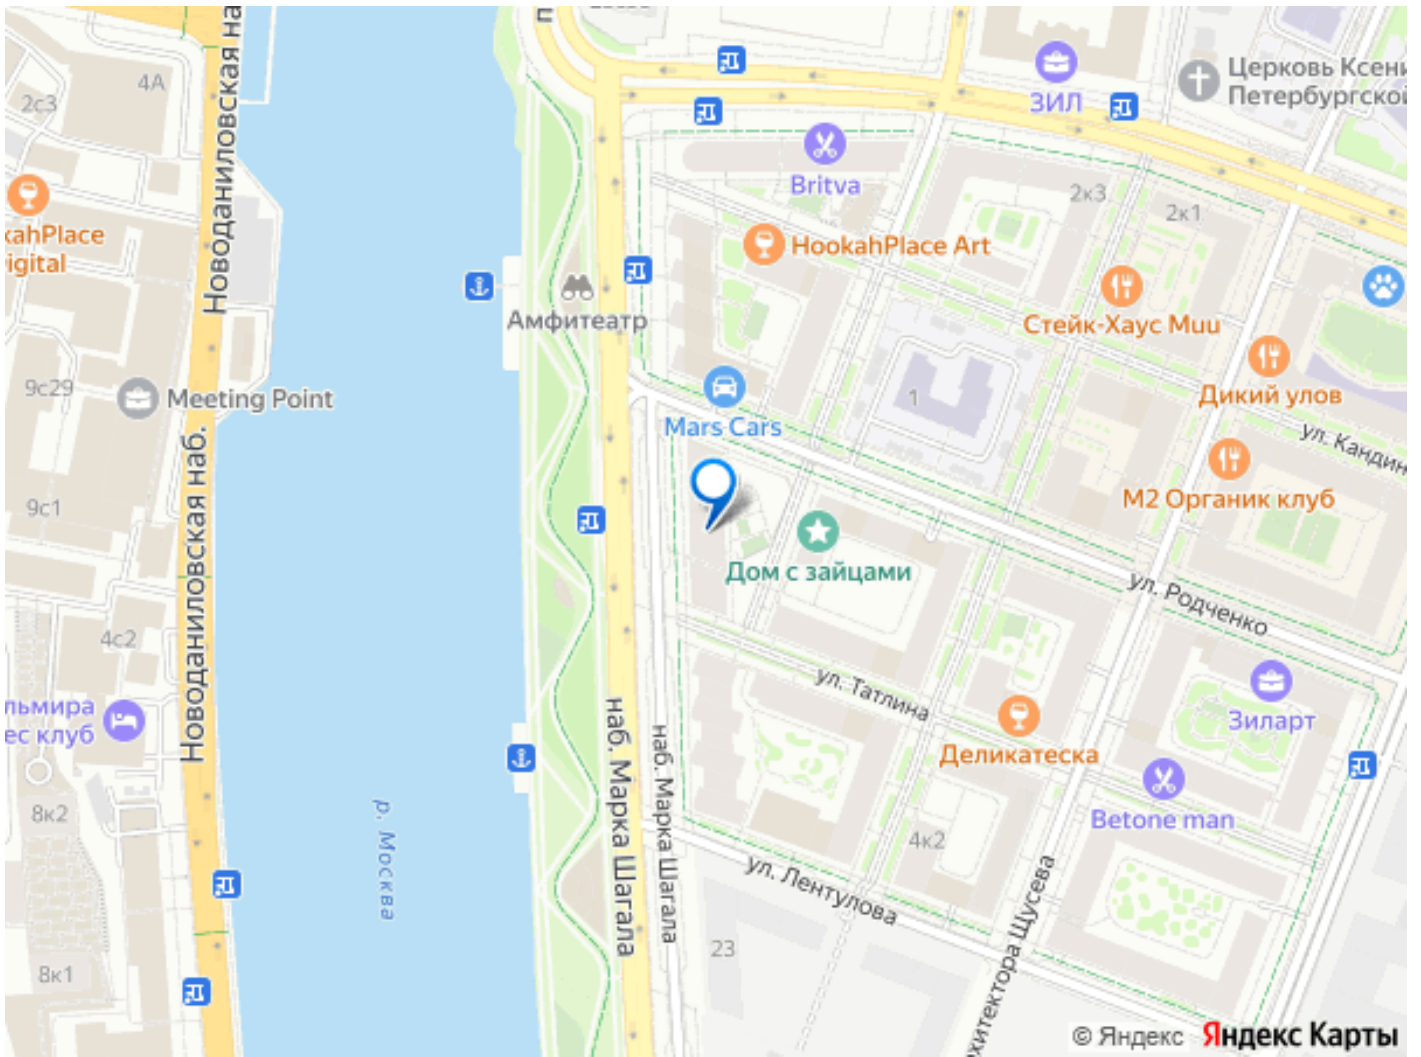 4А
2с3
Новоданиловская на
kahPlace
igital
9с29
Meeting Point
9с1
Новоданиловская наб.
4с2
льмира
ес клуб
8к2
8к1
р. Москва
Амфитеатр
наб. Марка Шагала
наб. Марка Шагала
Britva
HookahPlace Art
ЗИЛ
Церковь Ксени
Петербургской
2к3
2к1
Стейк-Хаус Muu
Дикий улов
1
Mars Cars
ул. Кандин
М2 Органик клуб
Дом с зайцами
ул. Родченко
ул. Татлина
Зиларт
Деликатеска
Betone man
4к2
ул. Лентулова
23
рхитектора Щусева
© Яндекс Яндекс Карты